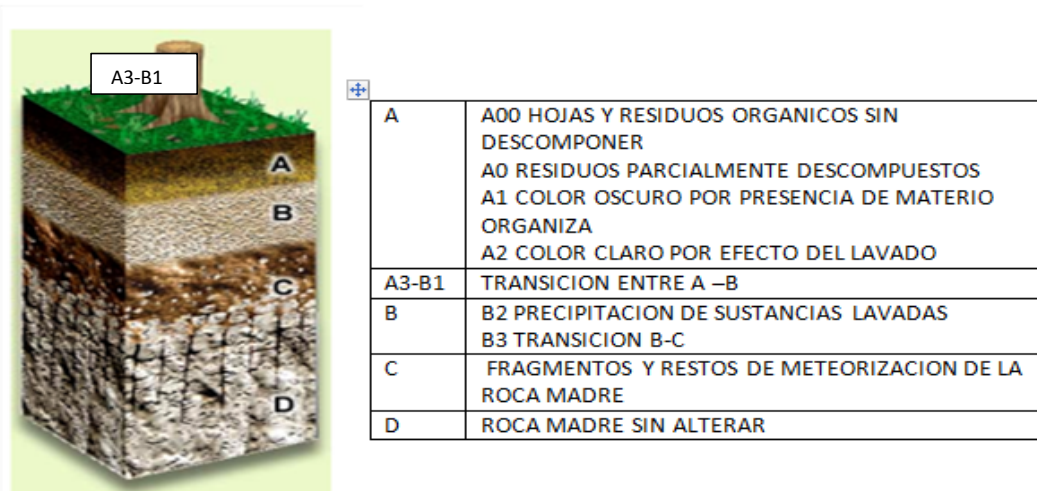 A3-B1
A
B
C
D
A A00 HOJAS Y RESIDUOS ORGANICOS SIN
DESCOMPONER
A0 RESIDUOS PARCIALMENTE DESCOMPUESTOS
A1 COLOR OSCURO POR PRESENCIA DE MATERIO
ORGANIZA
A2 COLOR CLARO POR EFECTO DEL LAVADO
A3-B1 TRANSICION ENTRE A –B
B B2 PRECIPITACION DE SUSTANCIAS LAVADAS
B3 TRANSICION B-C
C FRAGMENTOS Y RESTOS DE METEORIZACION DE LA
ROCA MADRE
D ROCA MADRE SIN ALTERAR